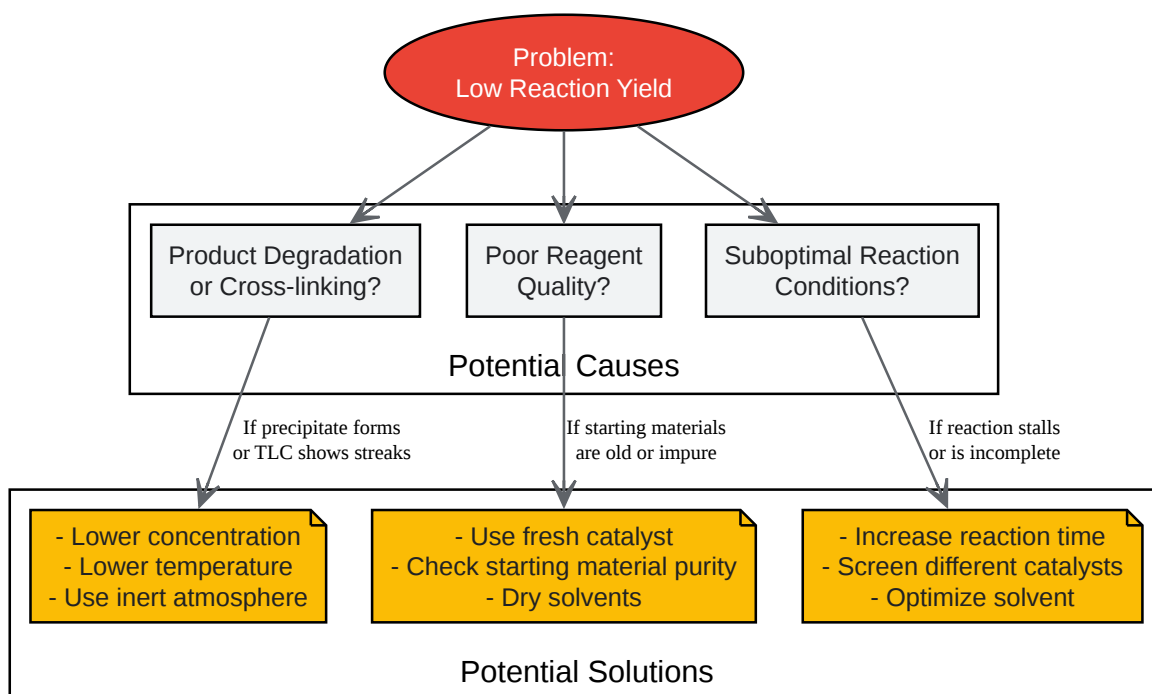 Problem:
Low Reaction Yield
Product Degradation
or Cross-linking?
Poor Reagent
Quality?
Suboptimal Reaction
Conditions?
Potential Causes
If precipitate forms
or TLC shows streaks
If starting materials
are old or impure
If reaction stalls
or is incomplete
- Lower concentration
- Lower temperature
- Use inert atmosphere
- Use fresh catalyst
- Check starting material purity
- Dry solvents
- Increase reaction time
- Screen different catalysts
- Optimize solvent
Potential Solutions